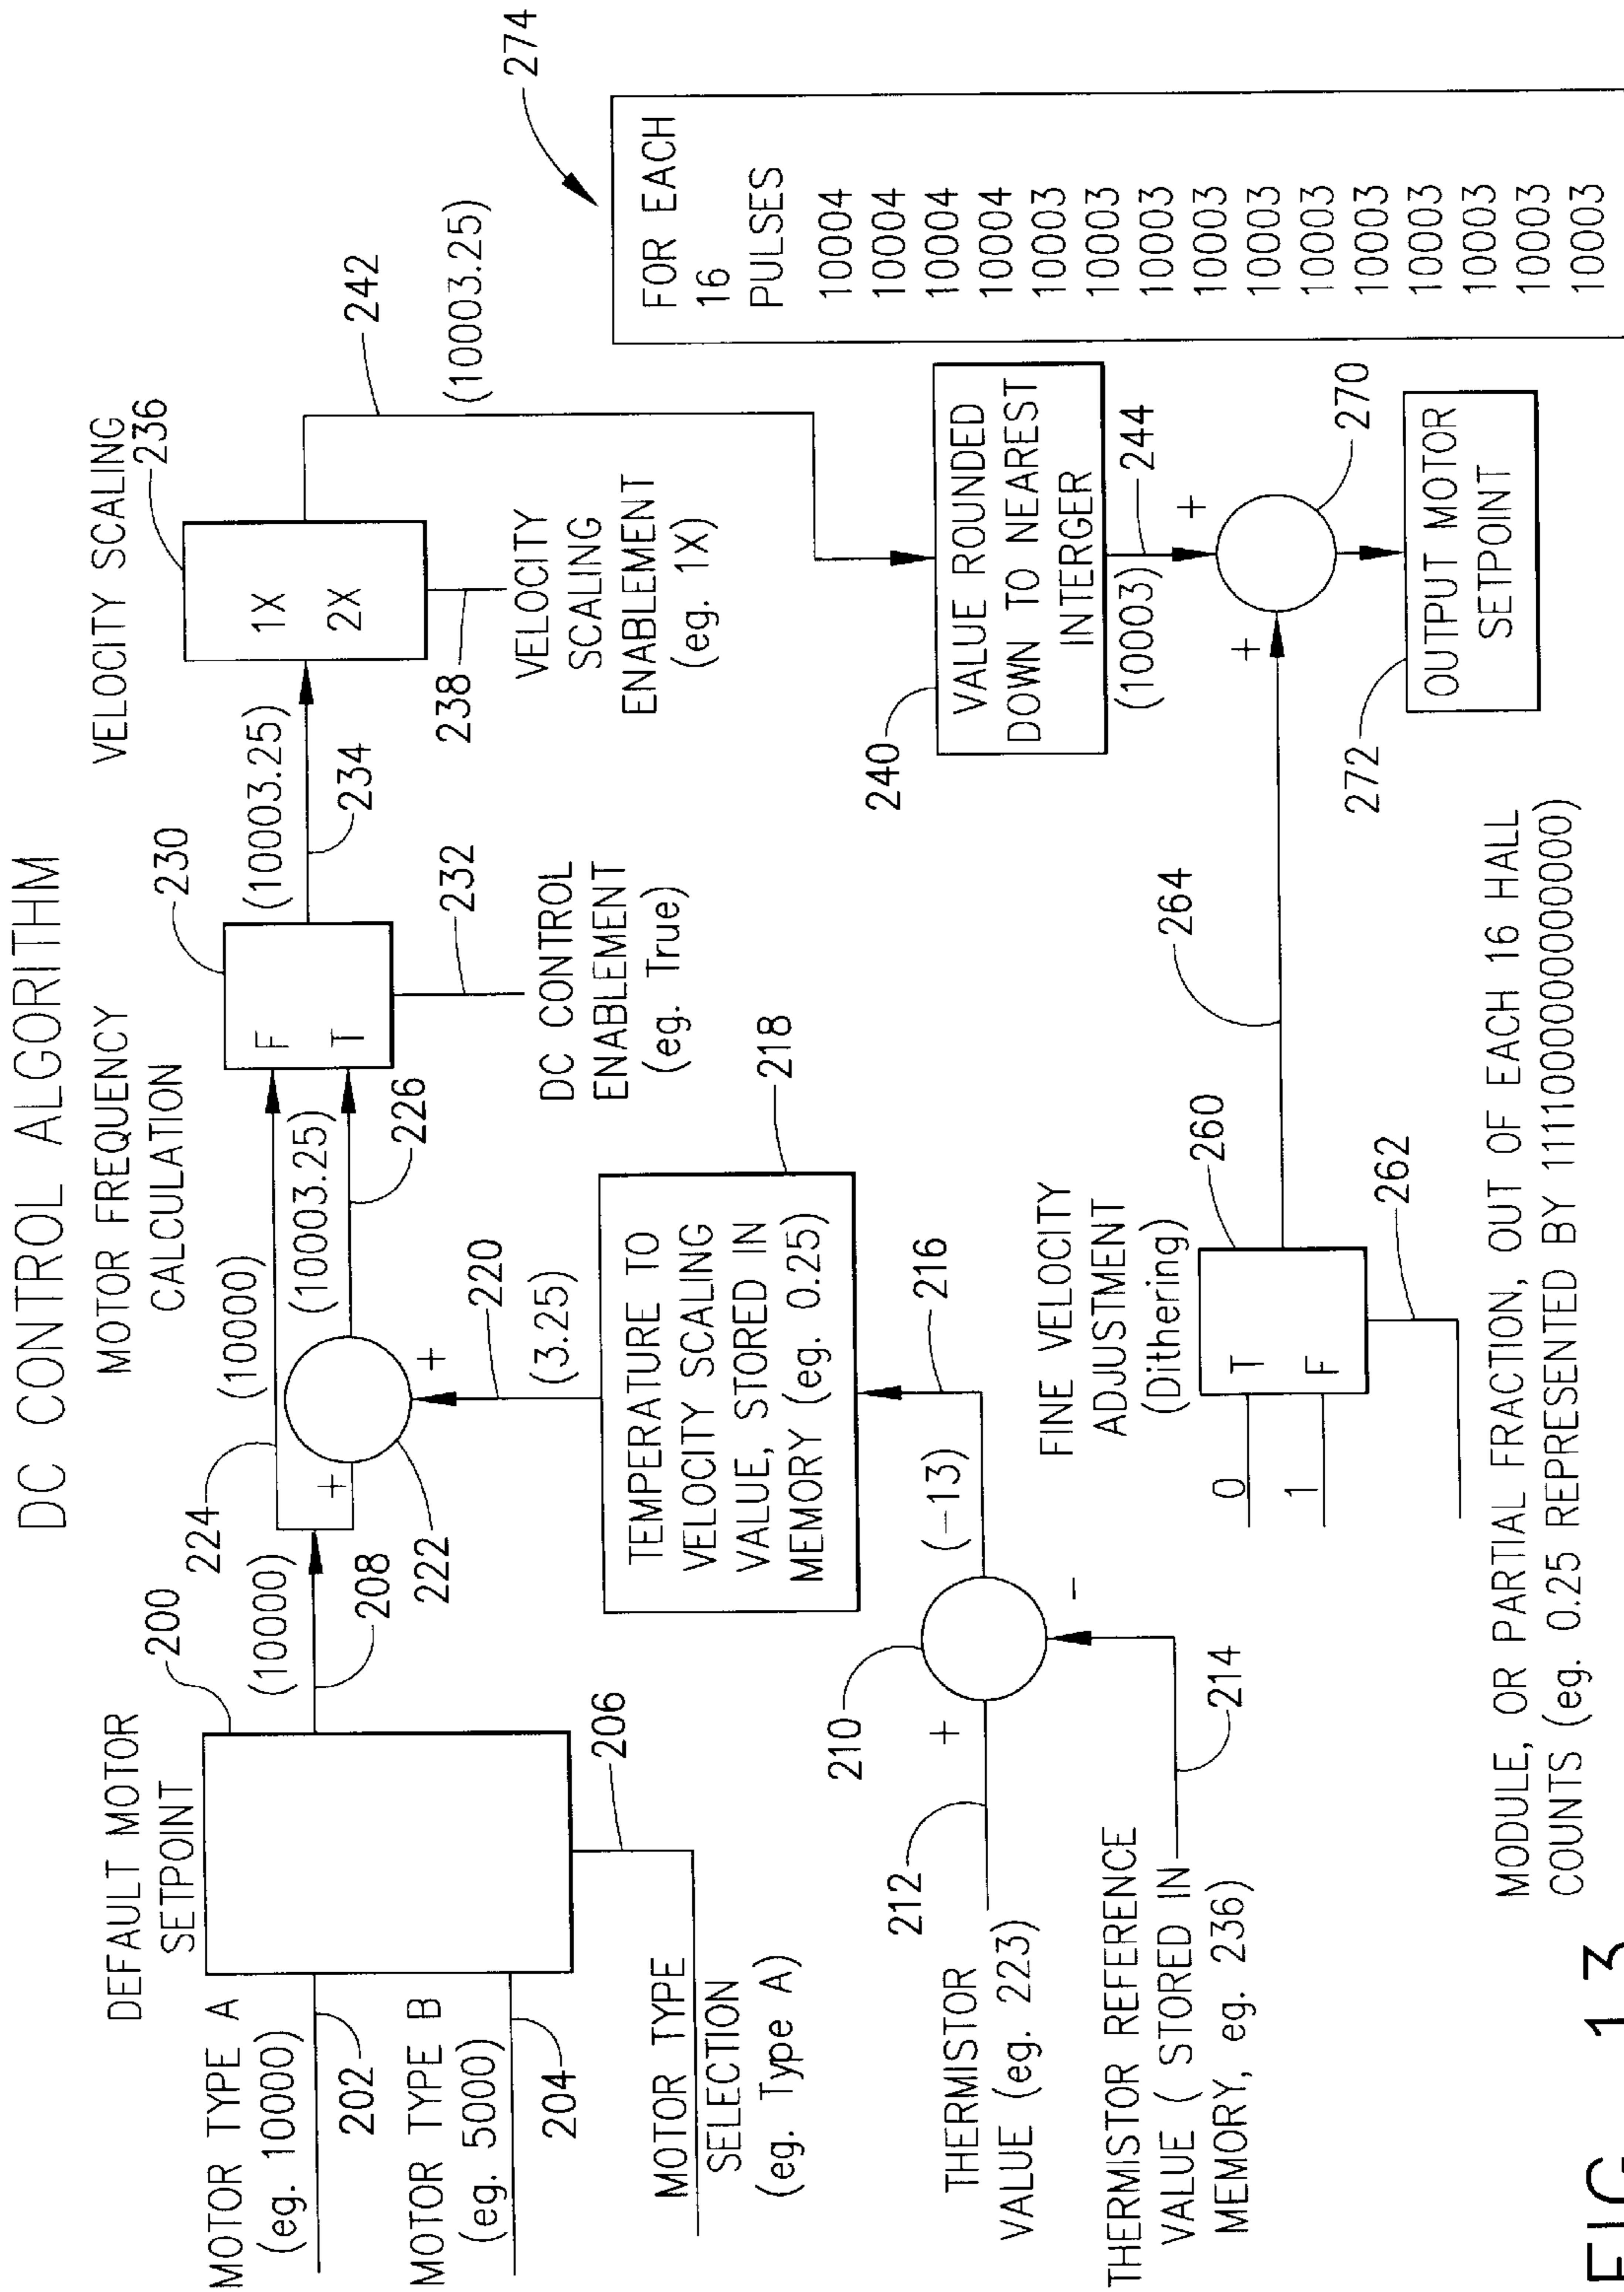 DC CONTROL ALGORITHM
MOTOR FREQUENCY
CALCULATION
VELOCITY SCALING
DEFAULT MOTOR
SETPOINT
200
MOTOR TYPE A
(eg. 10000)
202
MOTOR TYPE B
(eg. 5000)
204
MOTOR TYPE
SELECTION
(eg. Type A)
206
(10000)
208
224
(10000)
+
222
+
(10003.25)
226
230
F
T
232
DC CONTROL
ENABLEMENT
(eg. True)
(10003.25)
234
236
1X
2X
238
VELOCITY
SCALING
ENABLEMENT
(eg. 1X)
242
(10003.25)
220
(3.25)
TEMPERATURE TO
VELOCITY SCALING
VALUE, STORED IN
MEMORY (eg. 0.25)
218
216
(-13)
210
+
-
212
THERMISTOR
VALUE (eg. 223)
214
THERMISTOR REFERENCE
VALUE ( STORED IN
MEMORY, eg. 236)
240
VALUE ROUNDED
DOWN TO NEAREST
INTERGER
(10003)
244
+
+
270
272
OUTPUT MOTOR
SETPOINT
FINE VELOCITY
ADJUSTMENT
(Dithering)
0
1
T
F
260
262
264
MODULE, OR PARTIAL FRACTION, OUT OF EACH 16 HALL
COUNTS (eg. 0.25 REPRESENTED BY 1111000000000000)
274
FOR EACH
16
PULSES
10004
10004
10004
10004
10003
10003
10003
10003
10003
10003
10003
10003
10003
10003
10003
FIG 13